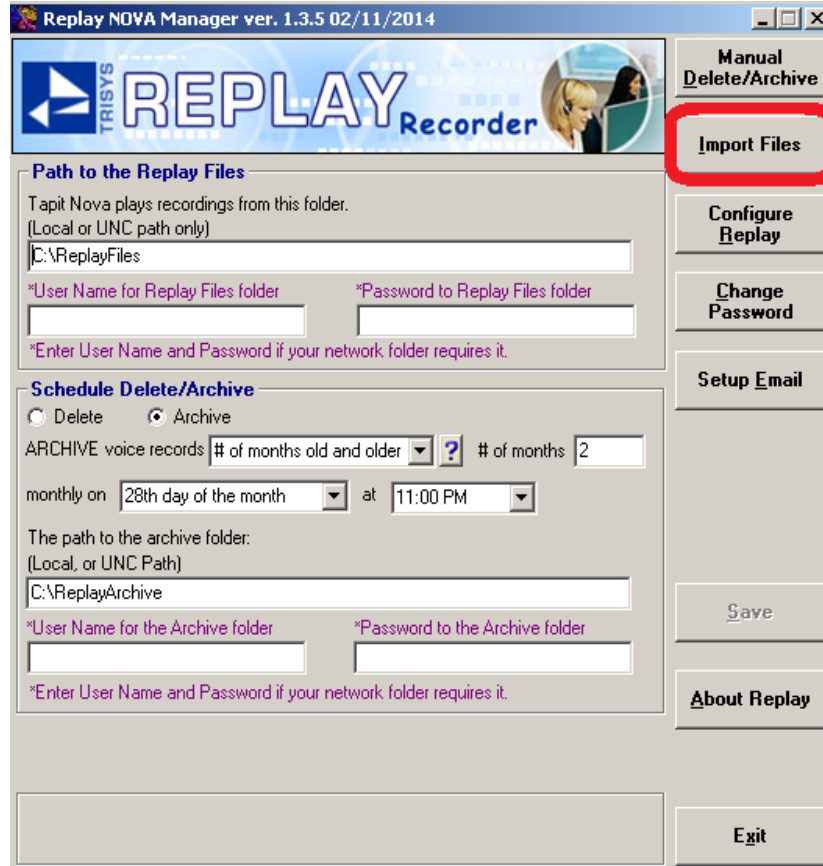 Replay NOVA Manager ver. 1.3.5 02/11/2014
TRISYS
REPLAY
Recorder
Manual
Delete/Archive
Import Files
Configure
Replay
Change
Password
Setup Email
Save
About Replay
Exit
Path to the Replay Files
Tapit Nova plays recordings from this folder.
(Local or UNC path only)
C:\ReplayFiles
*User Name for Replay Files folder *Password to Replay Files folder
*Enter User Name and Password if your network folder requires it.
Schedule Delete/Archive
Delete Archive
ARCHIVE voice records # of months old and older ? # of months 2
monthly on 28th day of the month at 11:00 PM
The path to the archive folder:
(Local, or UNC Path)
C:\ReplayArchive
*User Name for the Archive folder *Password to the Archive folder
*Enter User Name and Password if your network folder requires it.